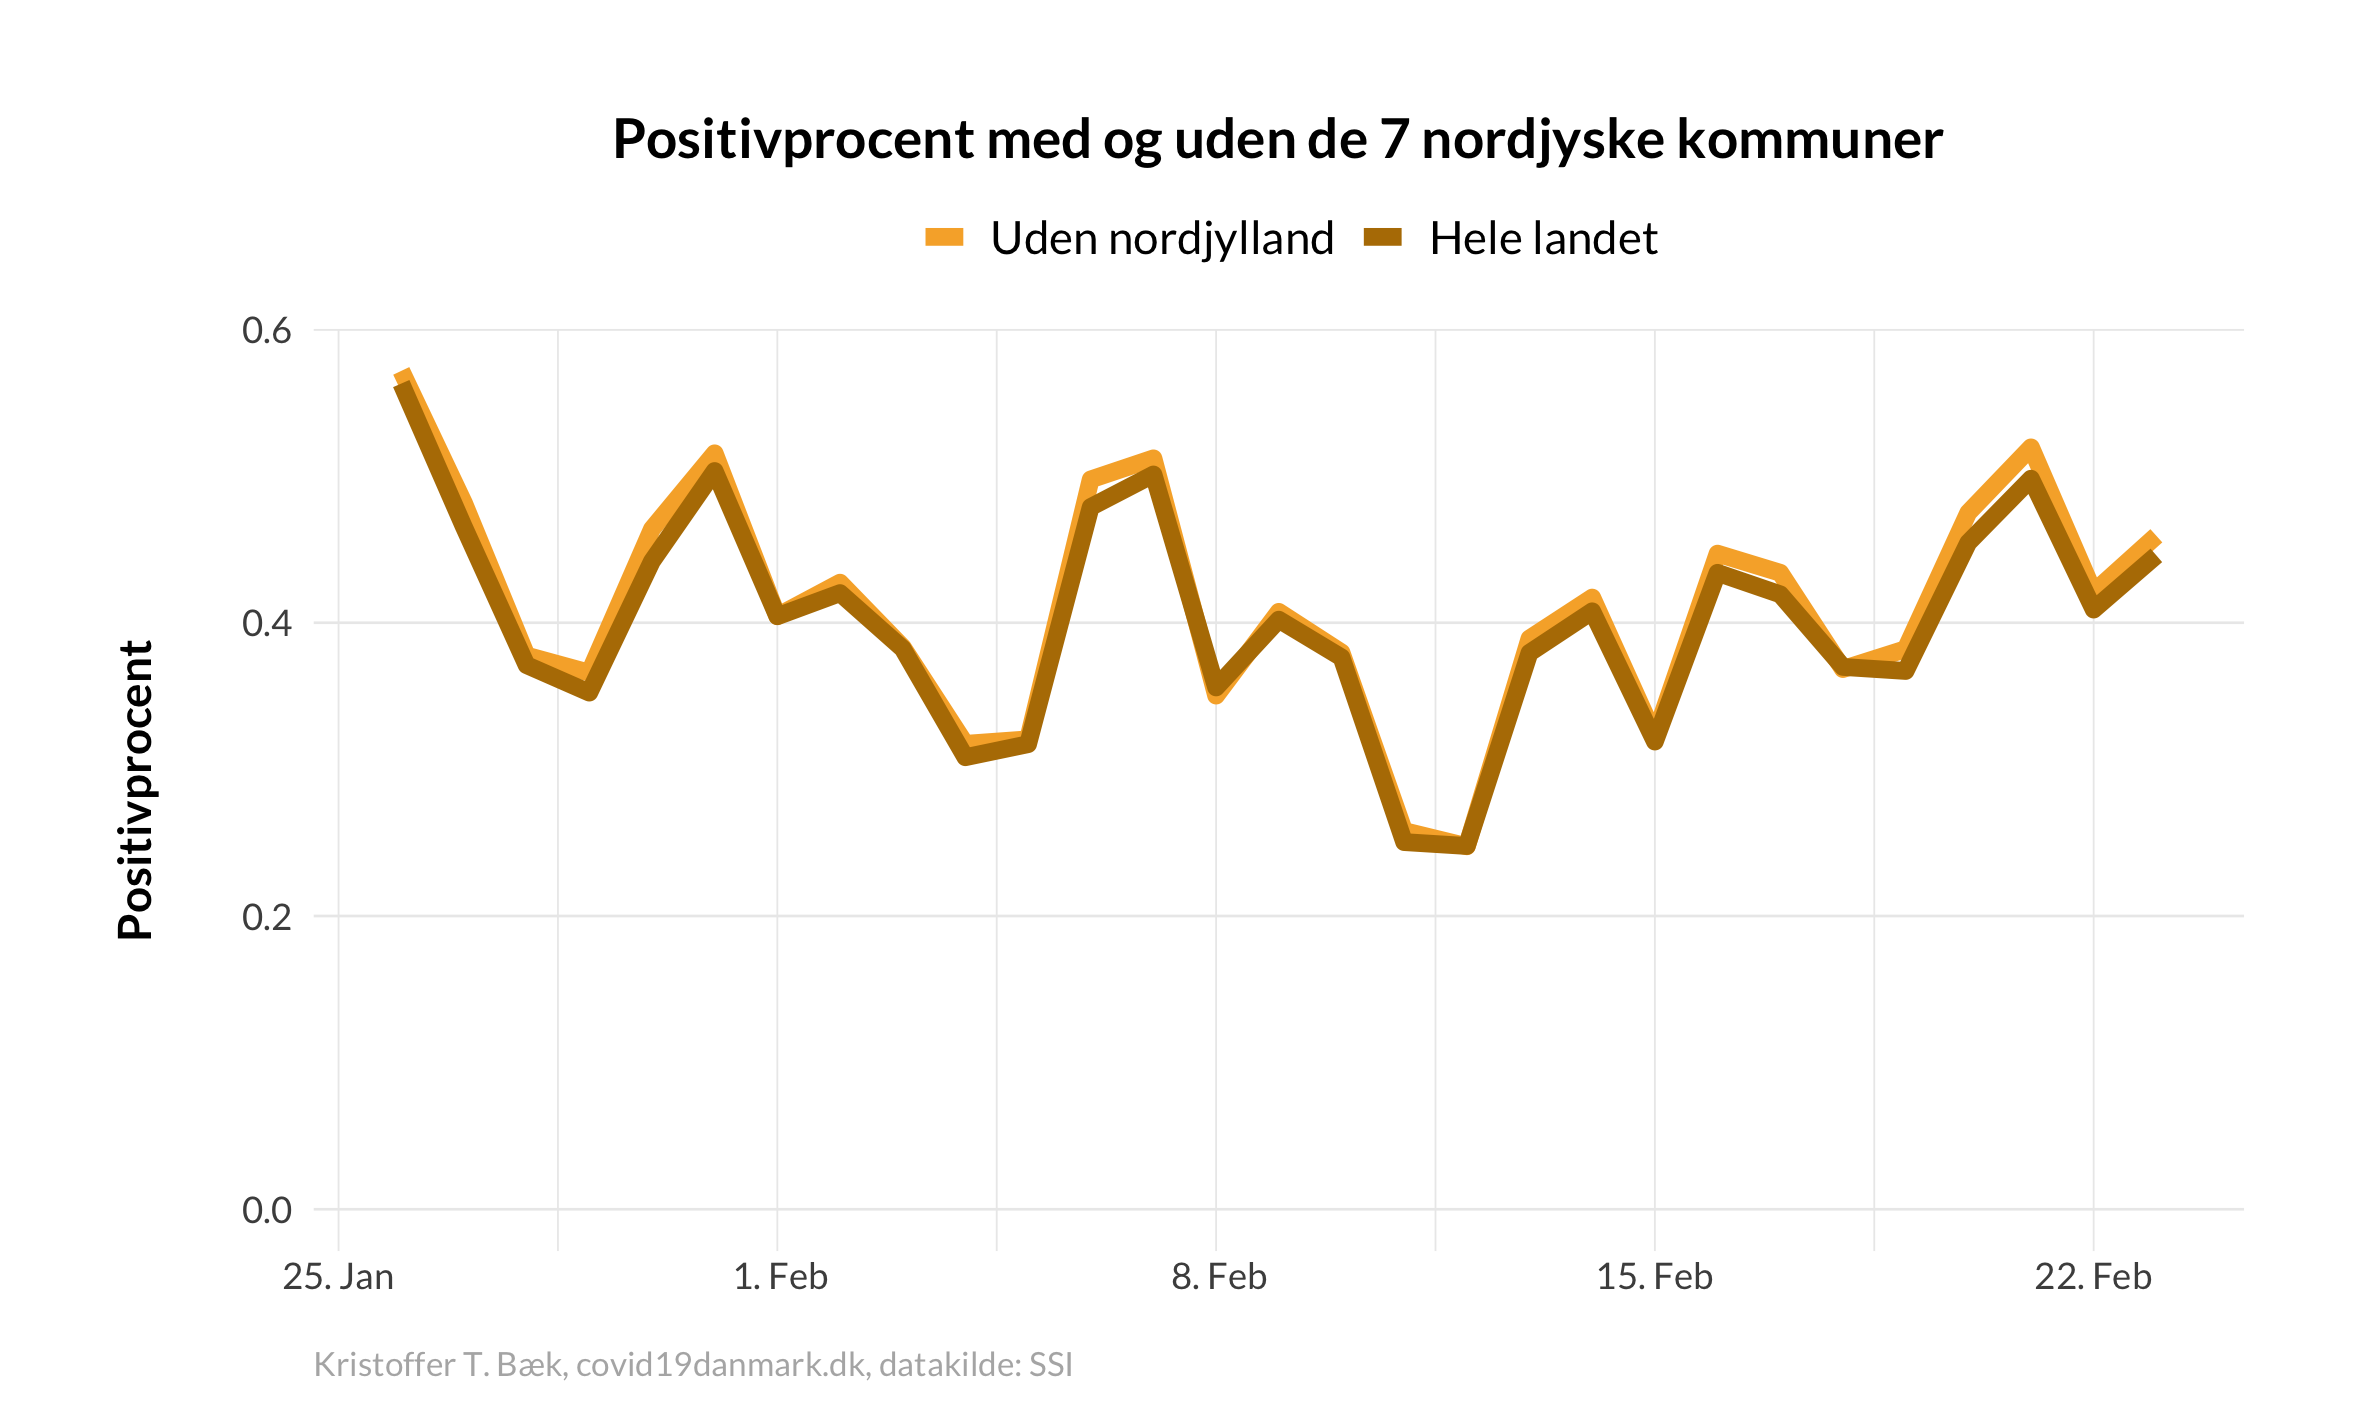 Positivprocent med og uden de 7 nordjyske kommuner
Uden nordjylland Hele landet
0.6
0.4
0.2
0.0
Positivprocent
25. Jan 1. Feb 8. Feb 15. Feb 22. Feb
Kristoffer T. Bæk, covid19danmark.dk, datakilde: SSI